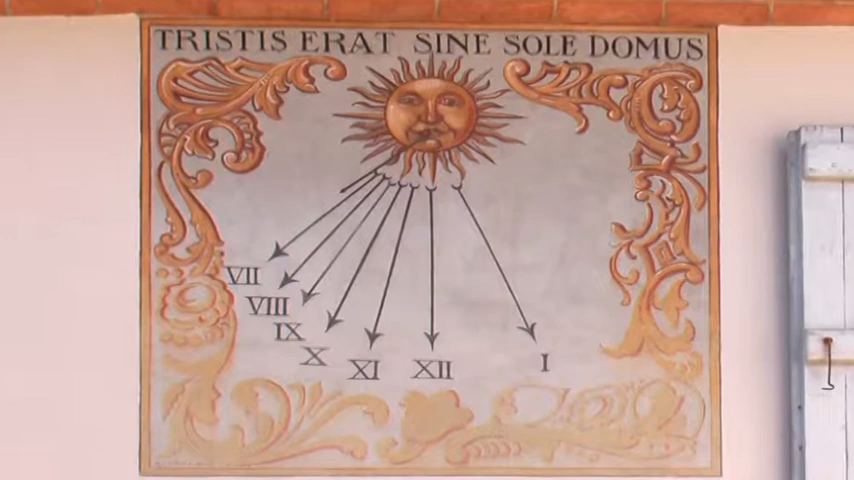 TRISTIS ERAT SINE SOLE DOMUS
VII
VIII
IX
X
XI
XII
I